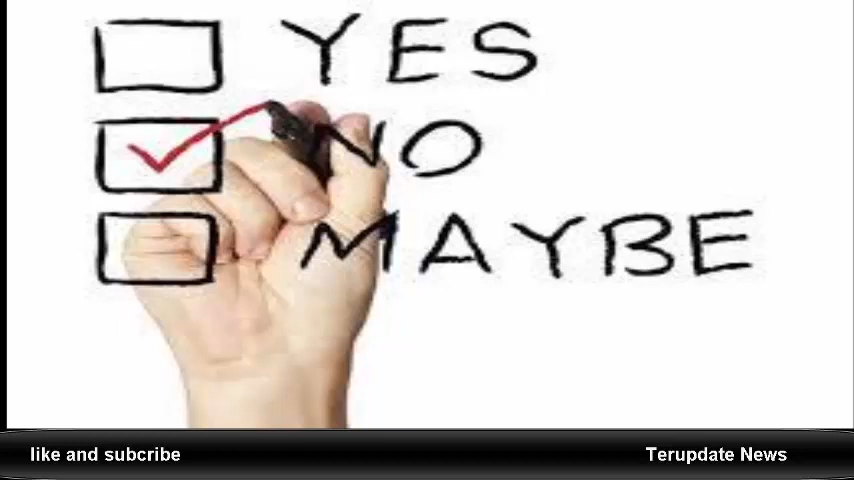 YES
NO
MAYBE
like and subcribe
Terupdate News